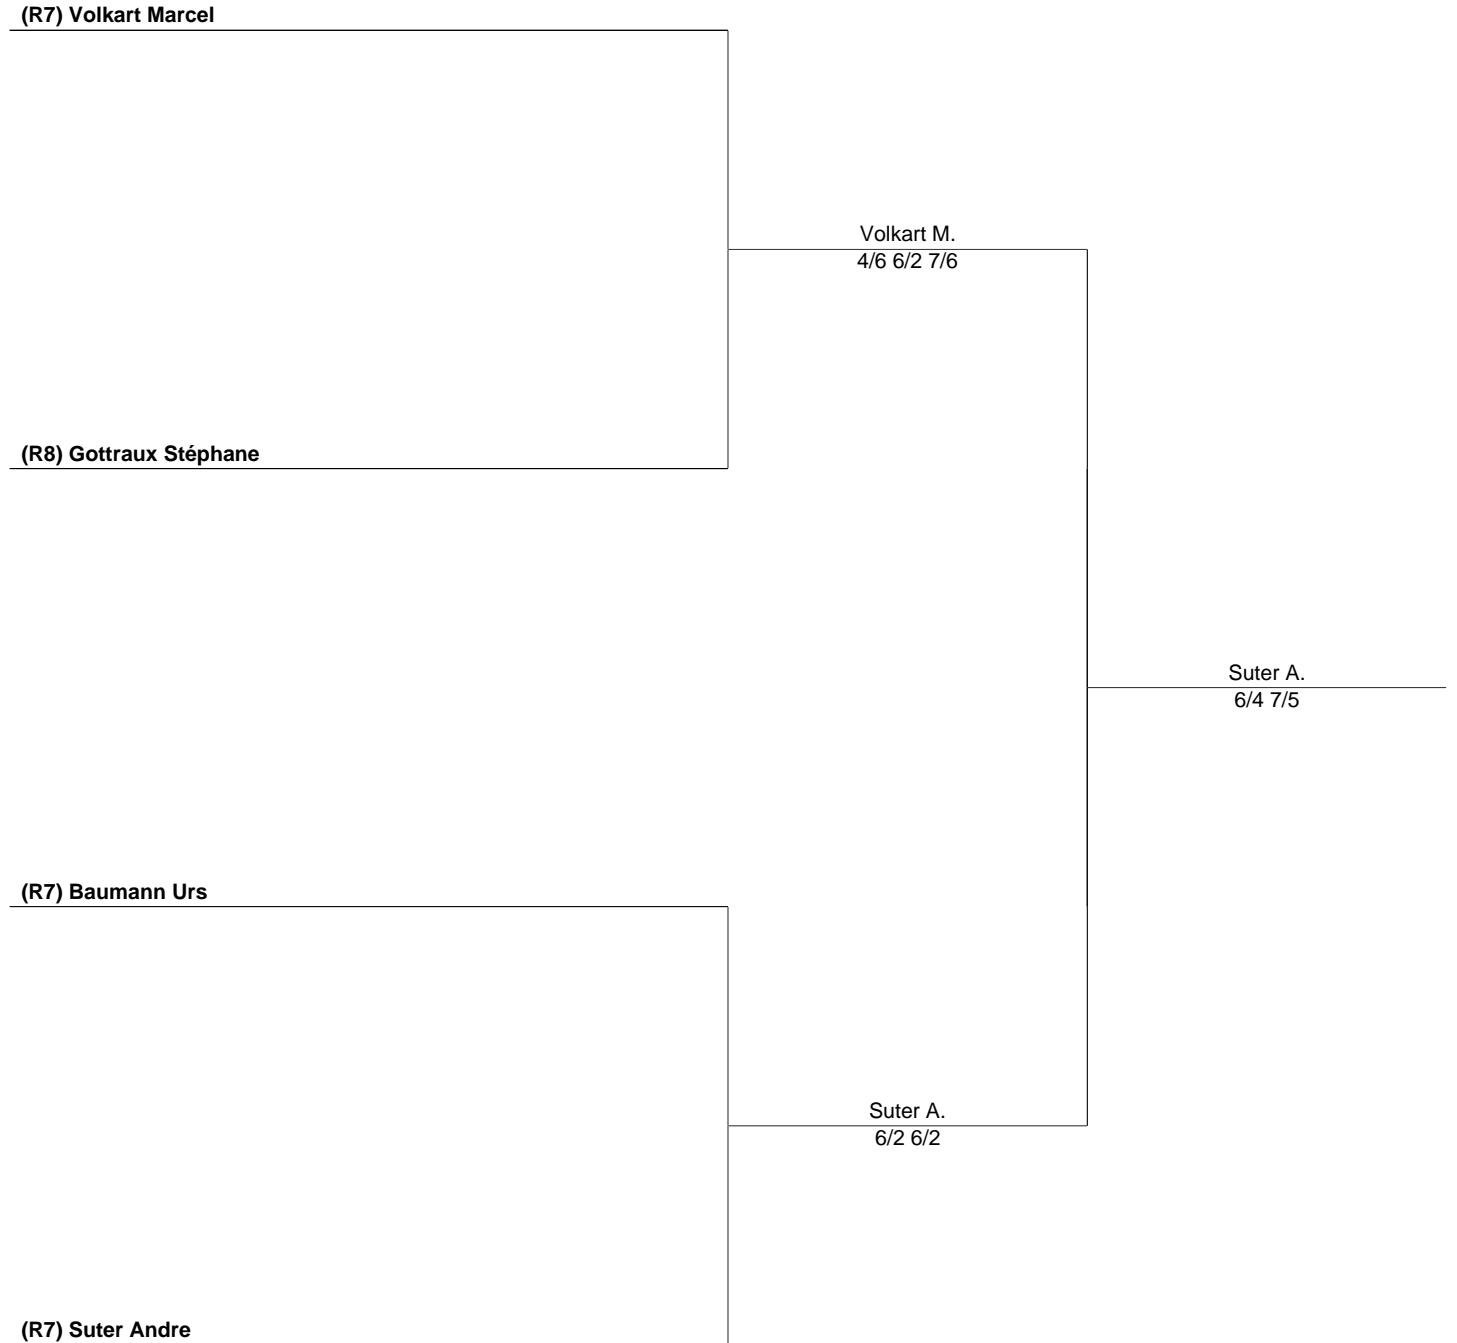 (R7) Volkart Marcel
Volkart M.
4/6 6/2 7/6
(R8) Gottraux Stéphane
Suter A.
6/4 7/5
(R7) Baumann Urs
Suter A.
6/2 6/2
(R7) Suter Andre